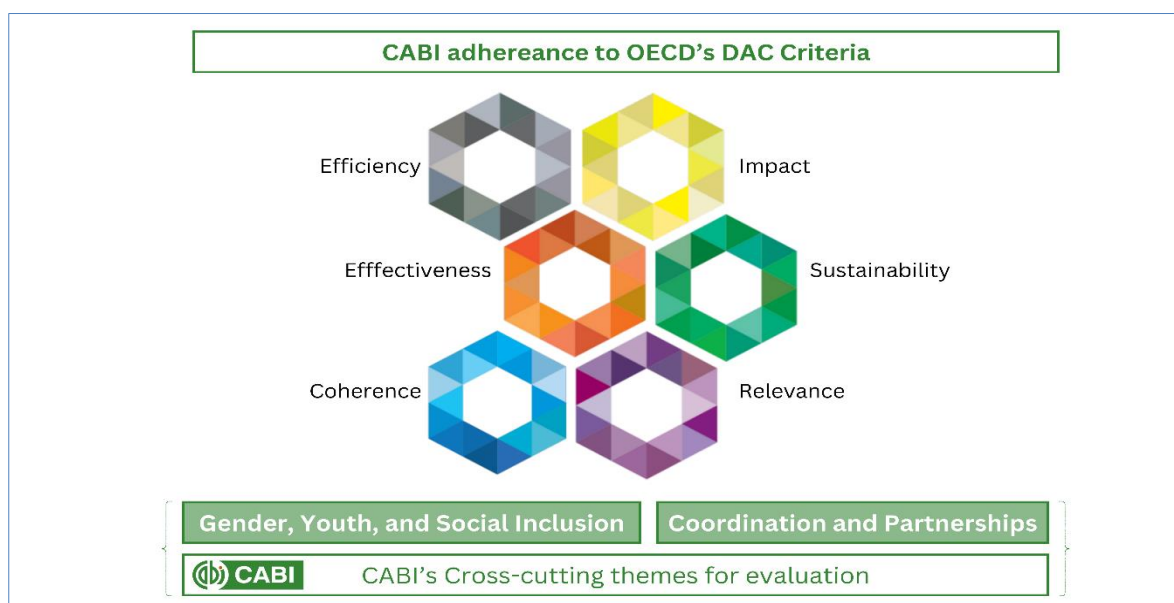 CABI adhereance to OECD's DAC Criteria
Efficiency
Impact
Efffectiveness
Sustainability
Coherence
Relevance
Gender, Youth, and Social Inclusion
Coordination and Partnerships
cabi CABI
CABI's Cross-cutting themes for evaluation